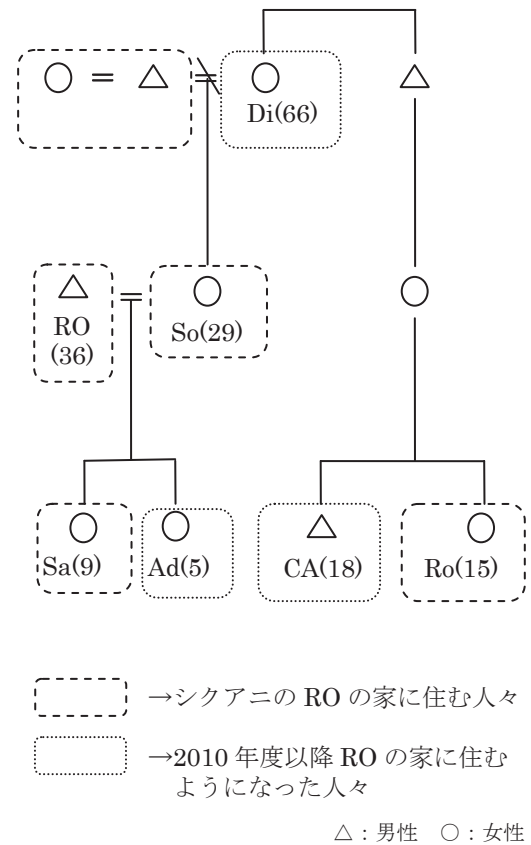 Di(66)
RO
(36)
So(29)
Sa(9)
Ad(5)
CA(18)
Ro(15)
→シクアニの RO の家に住む人々
→2010 年度以降 RO の家に住む
ようになった人々
△：男性　○：女性